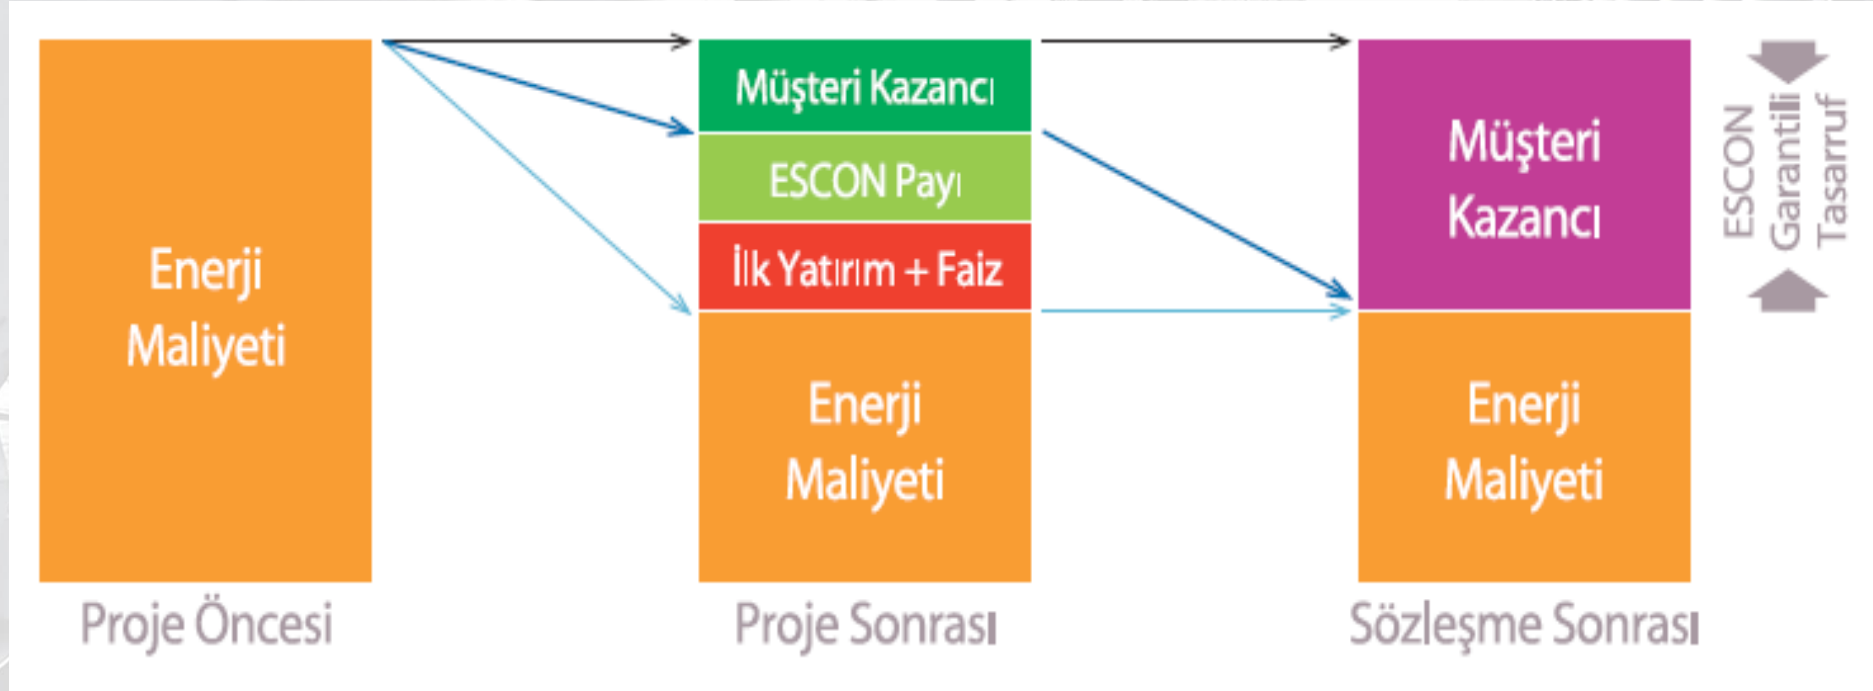 Enerji
Maliyeti
Proje Öncesi
Müşteri Kazancı
ESCON Payı
İlk Yatırım + Faiz
Enerji
Maliyeti
Proje Sonrası
Müşteri
Kazancı
Enerji
Maliyeti
Sözleşme Sonrası
ESCON
Garantili
Tasarruf